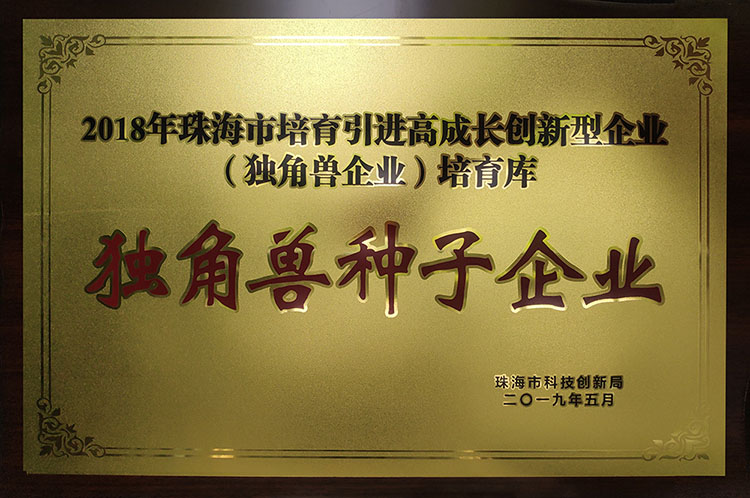 2018年珠海市培育引进高成长创新型企业
（独角兽企业）培育库
独角兽种子企业
珠海市科技创新局
二〇一九年五月